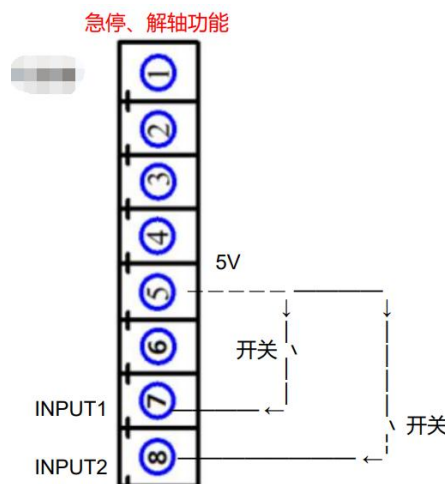 急停、解轴功能
①
②
③
④
5V
⑤
⑥
开关
INPUT1
⑦
开关
INPUT2
⑧